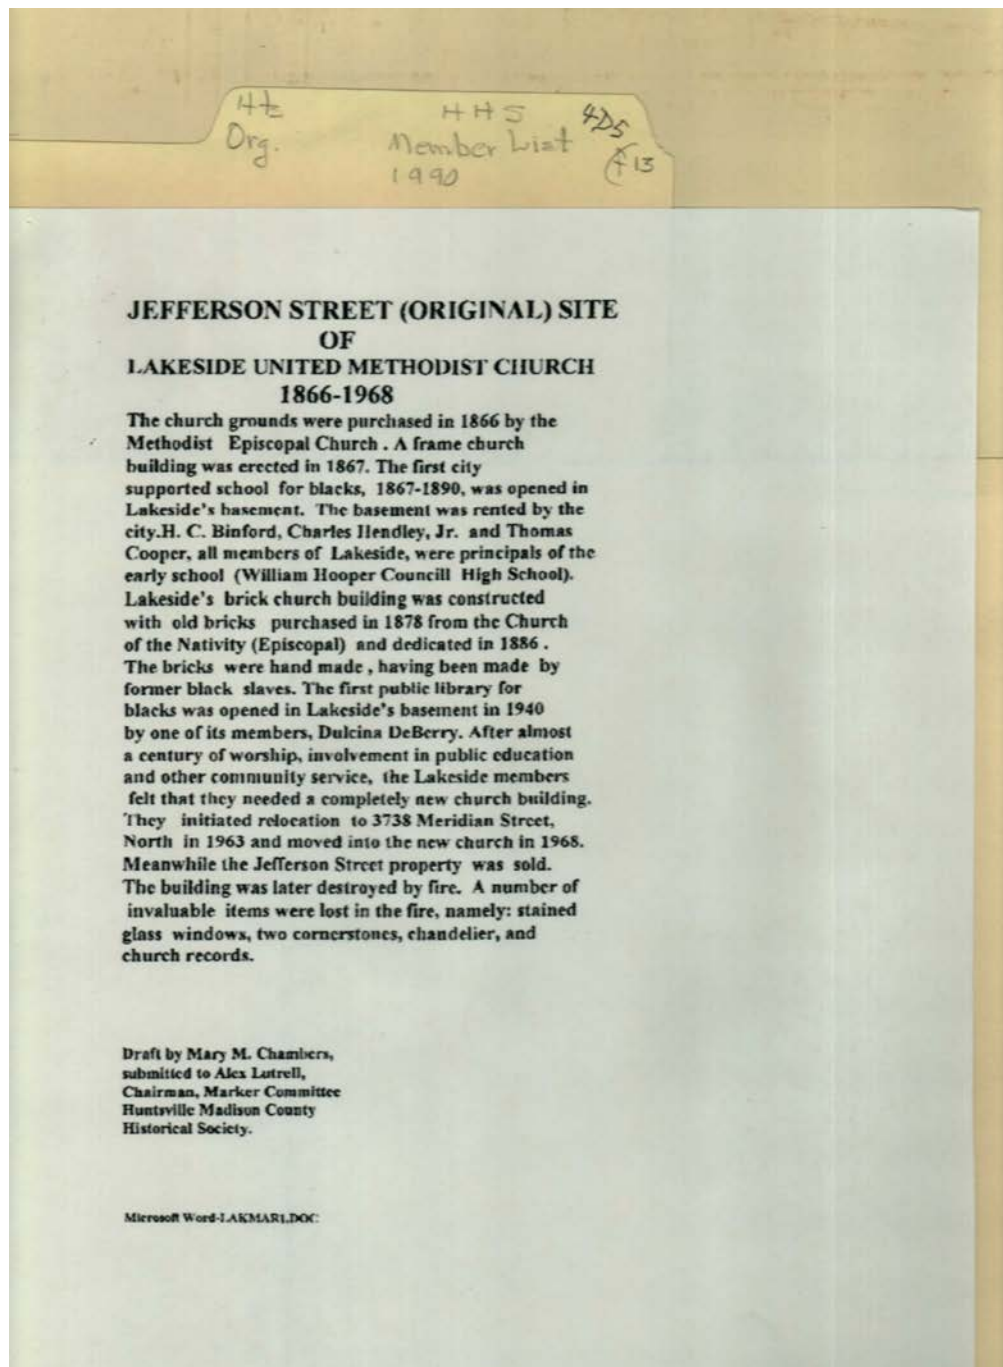 Hts
Org.
HHS
Member List
1990
4D5
F13
JEFFERSON STREET (ORIGINAL) SITE
OF
LAKESIDE UNITED METHODIST CHURCH
1866-1968
The church grounds were purchased in 1866 by the
Methodist Episcopal Church . A frame church
building was erected in 1867. The first city
supported school for blacks, 1867-1890, was opened in
Lakeside's basement. The basement was rented by the
city.H. C. Binford, Charles Hendley, Jr. and Thomas
Cooper, all members of Lakeside, were principals of the
early school (William Hooper Councill High School).
Lakeside's brick church building was constructed
with old bricks purchased in 1878 from the Church
of the Nativity (Episcopal) and dedicated in 1886 .
The bricks were hand made , having been made by
former black slaves. The first public library for
blacks was opened in Lakeside's basement in 1940
by one of its members, Dulcina DeBerry. After almost
a century of worship, involvement in public education
and other community service, the Lakeside members
felt that they needed a completely new church building.
They initiated relocation to 3738 Meridian Street,
North in 1963 and moved into the new church in 1968.
Meanwhile the Jefferson Street property was sold.
The building was later destroyed by fire. A number of
invaluable items were lost in the fire, namely: stained
glass windows, two cornerstones, chandelier, and
church records.
Draft by Mary M. Chambers,
submitted to Alex Lutrell,
Chairman, Marker Committee
Huntsville Madison County
Historical Society.
Microsoft Word-LAKMAR1.DOC